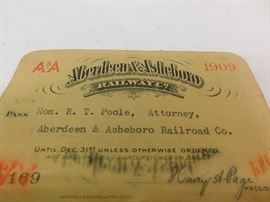 A&A 1909
Aberdeen & Asheboro
RAILWAY CO.
PASS Hon. R. T. Poole, Attorney,
Aberdeen & Asheboro Railroad Co.
UNTIL DEC. 31ST UNLESS OTHERWISE ORDERED
169 Henry A Page
PRESID